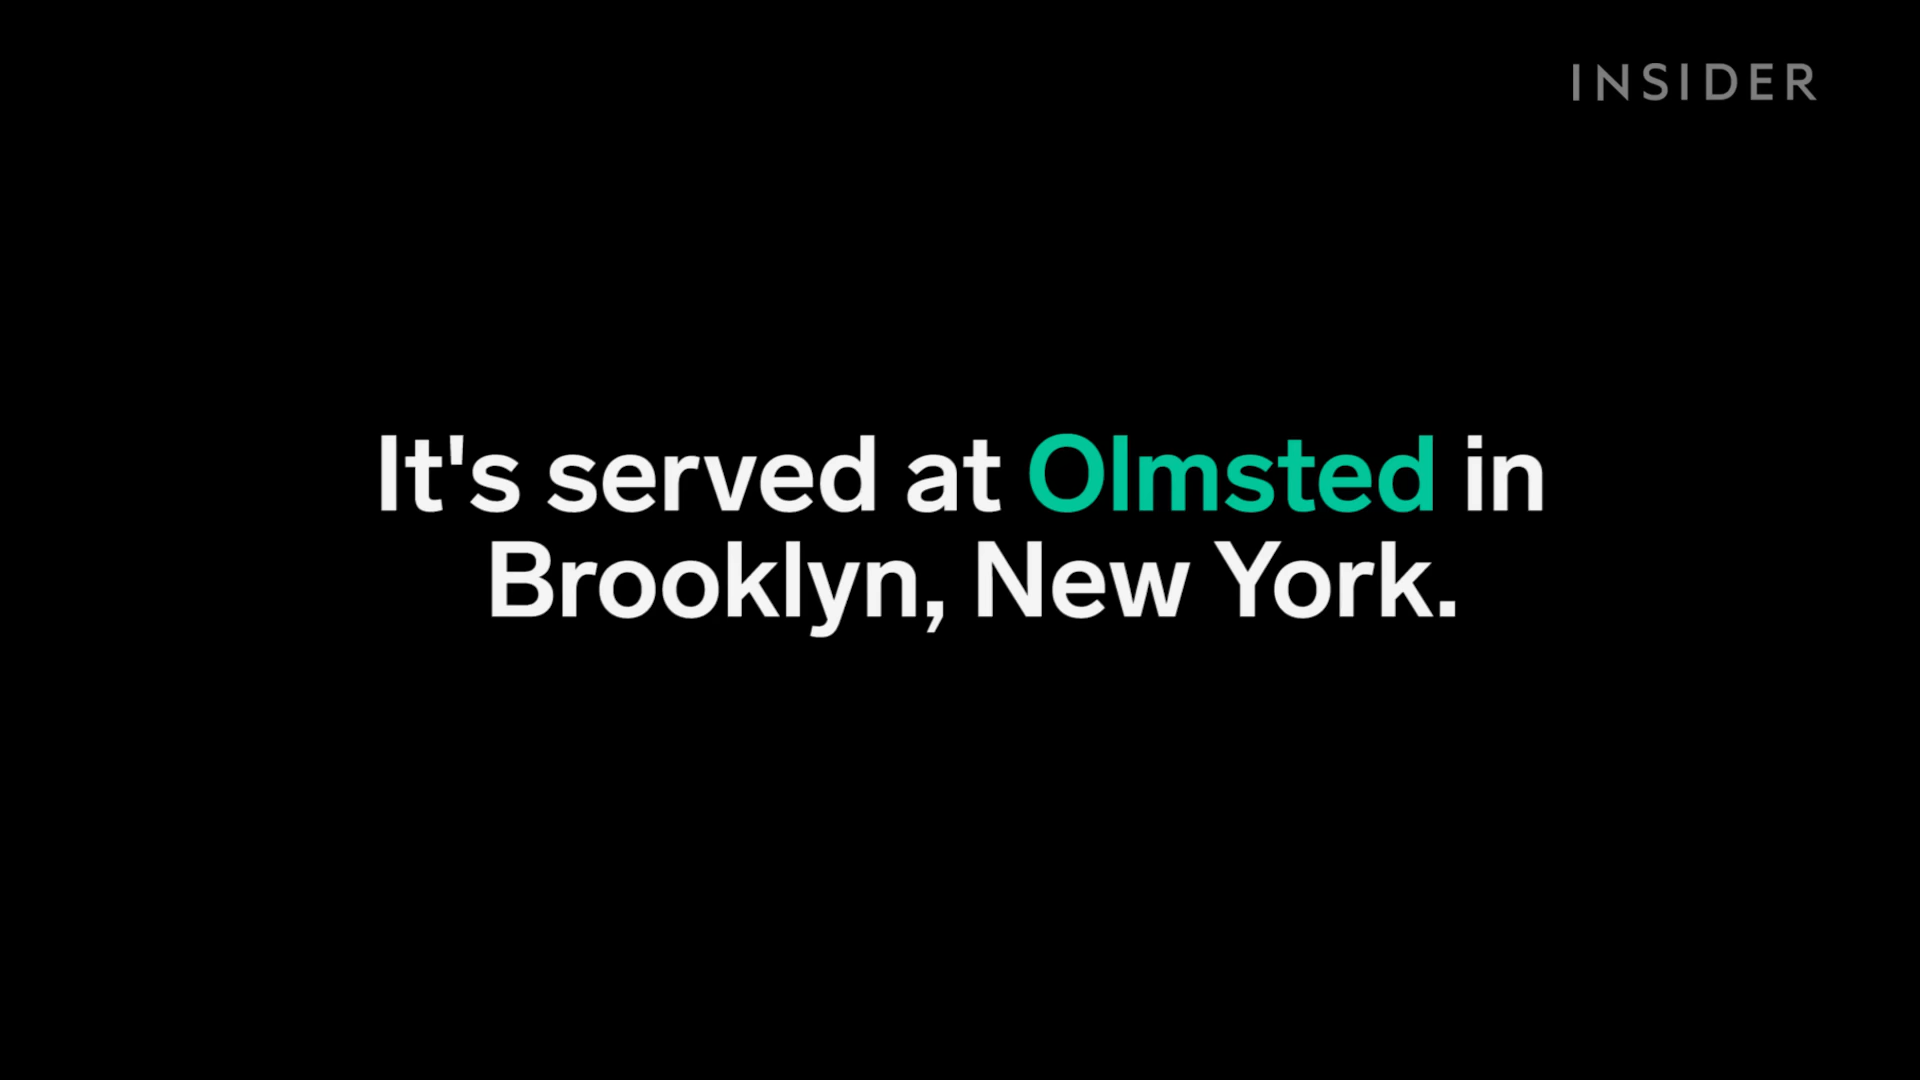 INSIDER
It's served at Olmsted in
Brooklyn, New York.